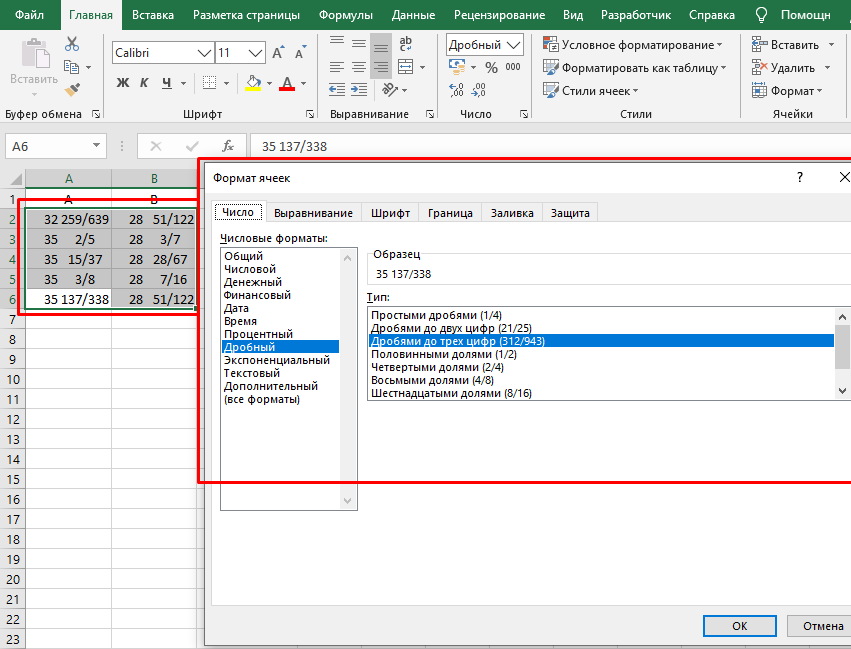 Файл Главная Вставка Разметка страницы Формулы Данные Рецензирование Вид Разработчик Справка Помощн
Вставить
Буфер обмена
Calibri 11
Ж К Ч
Шрифт
Выравнивание
Дробный
% 000
Число
Условное форматирование
Форматировать как таблицу
Стили ячеек
Стили
Вставить
Удалить
Формат
Ячейки
A6 fx 35 137/338
A B
1 A B
2 32 259/639 28 51/122
3 35 2/5 28 3/7
4 35 15/37 28 28/67
5 35 3/8 28 7/16
6 35 137/338 28 51/122
7
8
9
10
11
12
13
14
15
16
17
18
19
20
21
22
23
Формат ячеек ?
Число Выравнивание Шрифт Граница Заливка Защита
Числовые форматы:
Общий
Числовой
Денежный
Финансовый
Дата
Время
Процентный
Дробный
Экспоненциальный
Текстовый
Дополнительный
(все форматы)
Образец
35 137/338
Тип:
Простыми дробями (1/4)
Дробями до двух цифр (21/25)
Дробями до трех цифр (312/943)
Половинными долями (1/2)
Четвертыми долями (2/4)
Восьмыми долями (4/8)
Шестнадцатыми долями (8/16)
ОК Отмена